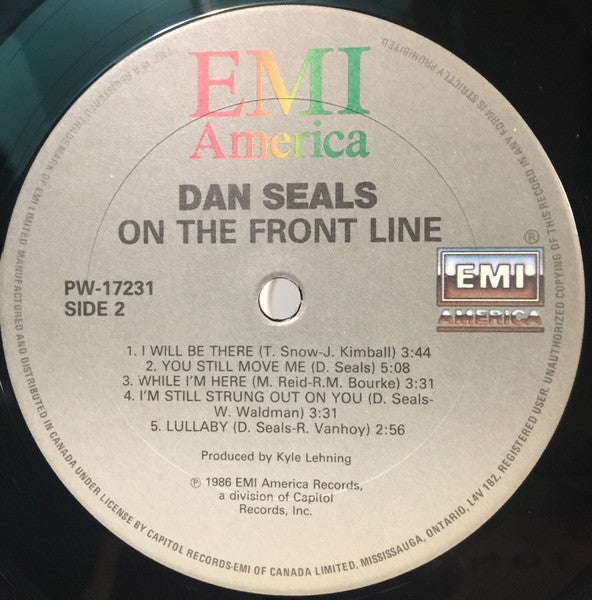 EMI
America
DAN SEALS
ON THE FRONT LINE
PW-17231
SIDE 2
®
EMI
AMERICA
1. I WILL BE THERE (T. Snow-J. Kimball) 3:44
2. YOU STILL MOVE ME (D. Seals) 5:08
3. WHILE I'M HERE (M. Reid-R.M. Bourke) 3:31
4. I'M STILL STRUNG OUT ON YOU (D. Seals-
W. Waldman) 3:31
5. LULLABY (D. Seals-R. Vanhoy) 2:56
Produced by Kyle Lehning
℗ 1986 EMI America Records,
a division of Capitol
Records, Inc.
REGISTERED TRADEMARK OF EMI LIMITED. MANUFACTURED AND DISTRIBUTED IN CANADA UNDER LICENSE BY CAPITOL RECORDS-EMI OF CANADA LIMITED, MISSISSAUGA, ONTARIO, L4V 1B2, REGISTERED USER. UNAUTHORIZED COPYING OF THIS RECORD IN ANY FORM IS STRICTLY PROHIBITED.